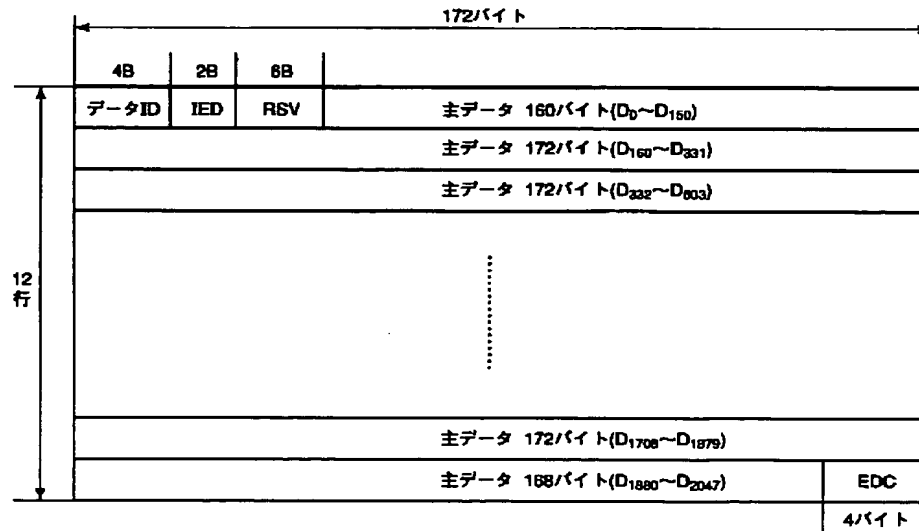 172バイト
4B 2B 6B
データID IED RSV 主データ 160バイト(D0～D150)
主データ 172バイト(D160～D331)
主データ 172バイト(D332～D503)
12
行
主データ 172バイト(D1708～D1879)
主データ 168バイト(D1880～D2047) EDC
4バイト